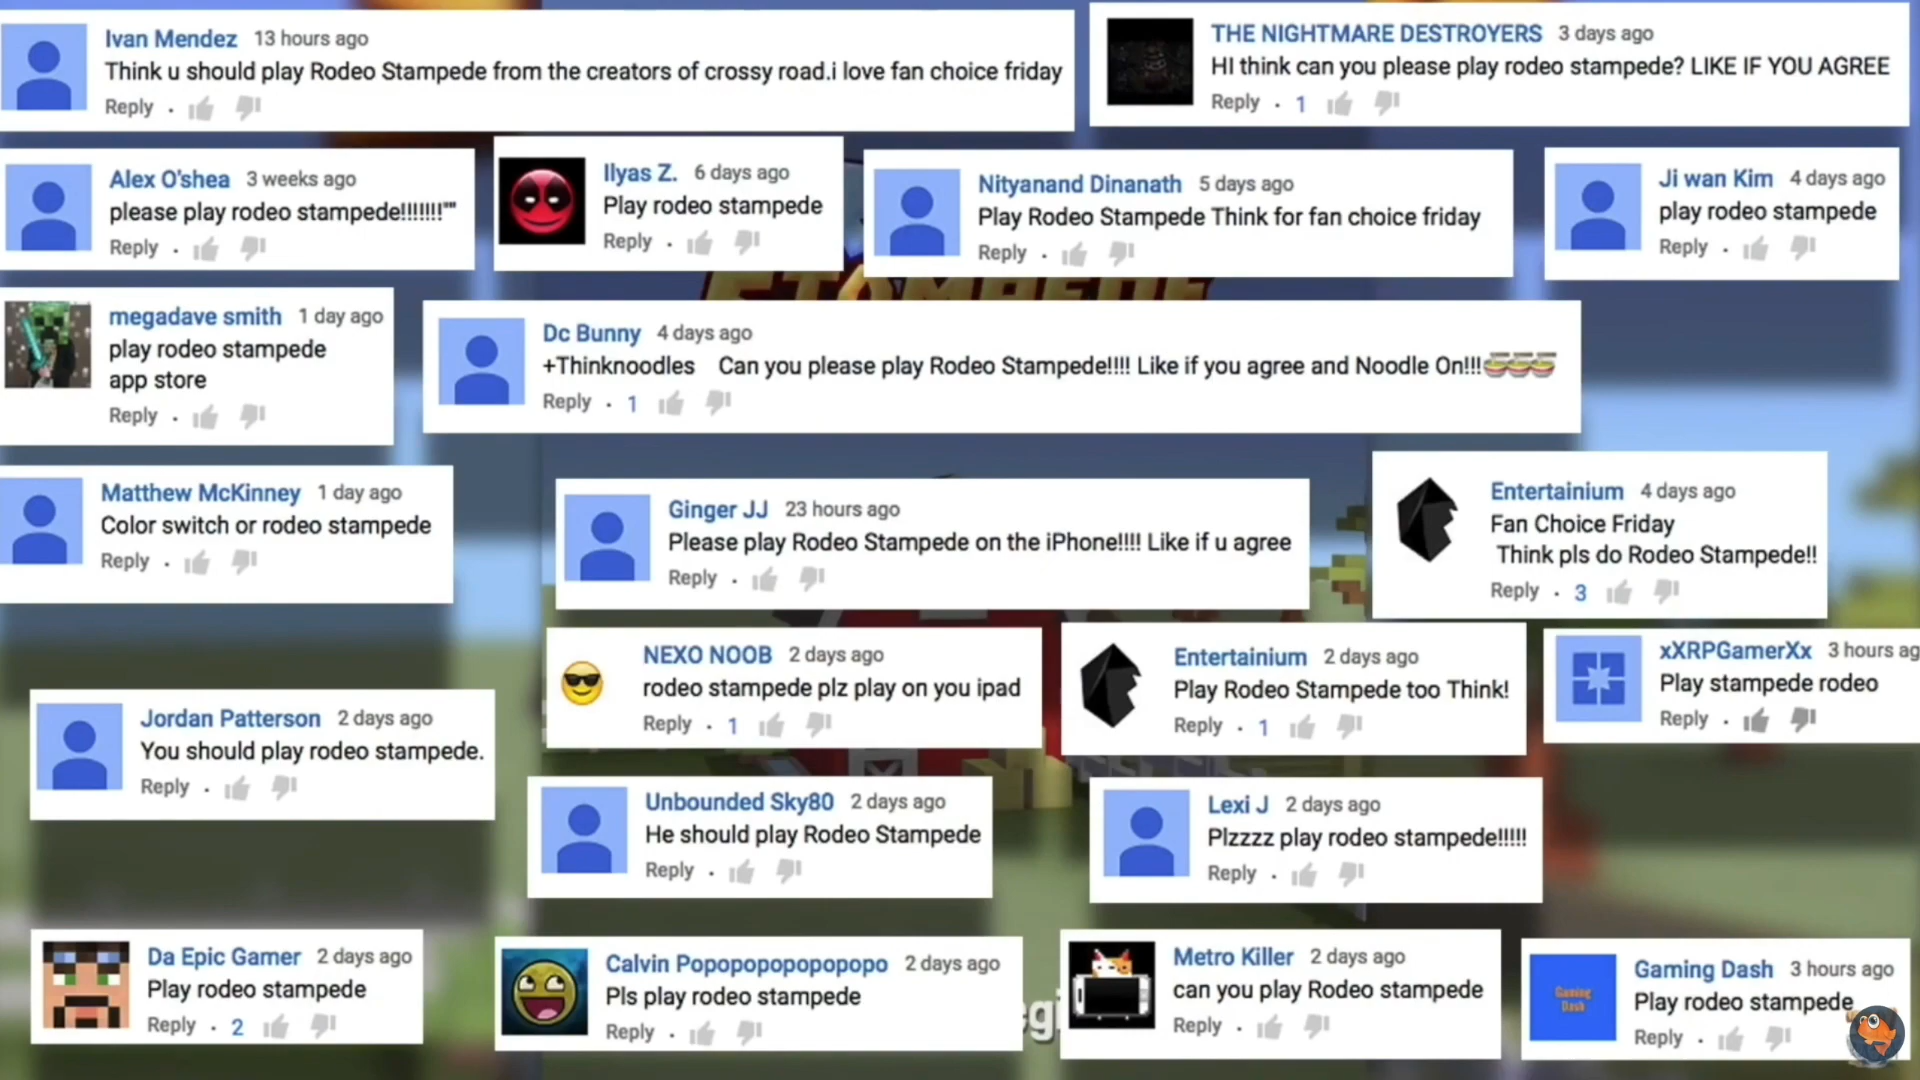 Ivan Mendez 13 hours ago
Think u should play Rodeo Stampede from the creators of crossy road.i love fan choice friday
Reply
THE NIGHTMARE DESTROYERS 3 days ago
HI think can you please play rodeo stampede? LIKE IF YOU AGREE
Reply · 1
Alex O'shea 3 weeks ago
please play rodeo stampede!!!!!!!""
Reply
Ilyas Z. 6 days ago
Play rodeo stampede
Reply
Nityanand Dinanath 5 days ago
Play Rodeo Stampede Think for fan choice friday
Reply
Ji wan Kim 4 days ago
play rodeo stampede
Reply
STAMPEDE
megadave smith 1 day ago
play rodeo stampede
app store
Reply
Dc Bunny 4 days ago
+Thinknoodles Can you please play Rodeo Stampede!!!! Like if you agree and Noodle On!!!🍜🍜🍜
Reply · 1
Matthew McKinney 1 day ago
Color switch or rodeo stampede
Reply
Ginger JJ 23 hours ago
Please play Rodeo Stampede on the iPhone!!!! Like if u agree
Reply
Entertainium 4 days ago
Fan Choice Friday
Think pls do Rodeo Stampede!!
Reply · 3
NEXO NOOB 2 days ago
rodeo stampede plz play on you ipad
Reply · 1
Entertainium 2 days ago
Play Rodeo Stampede too Think!
Reply · 1
xXRPGamerXx 3 hours ag
Play stampede rodeo
Reply
Jordan Patterson 2 days ago
You should play rodeo stampede.
Reply
Unbounded Sky80 2 days ago
He should play Rodeo Stampede
Reply
Lexi J 2 days ago
Plzzzz play rodeo stampede!!!!!
Reply
Da Epic Gamer 2 days ago
Play rodeo stampede
Reply · 2
Calvin Popopopopopopo 2 days ago
Pls play rodeo stampede
Reply
Metro Killer 2 days ago
can you play Rodeo stampede
Reply
Gaming Dash
Gaming Dash 3 hours ago
Play rodeo stampede
Reply